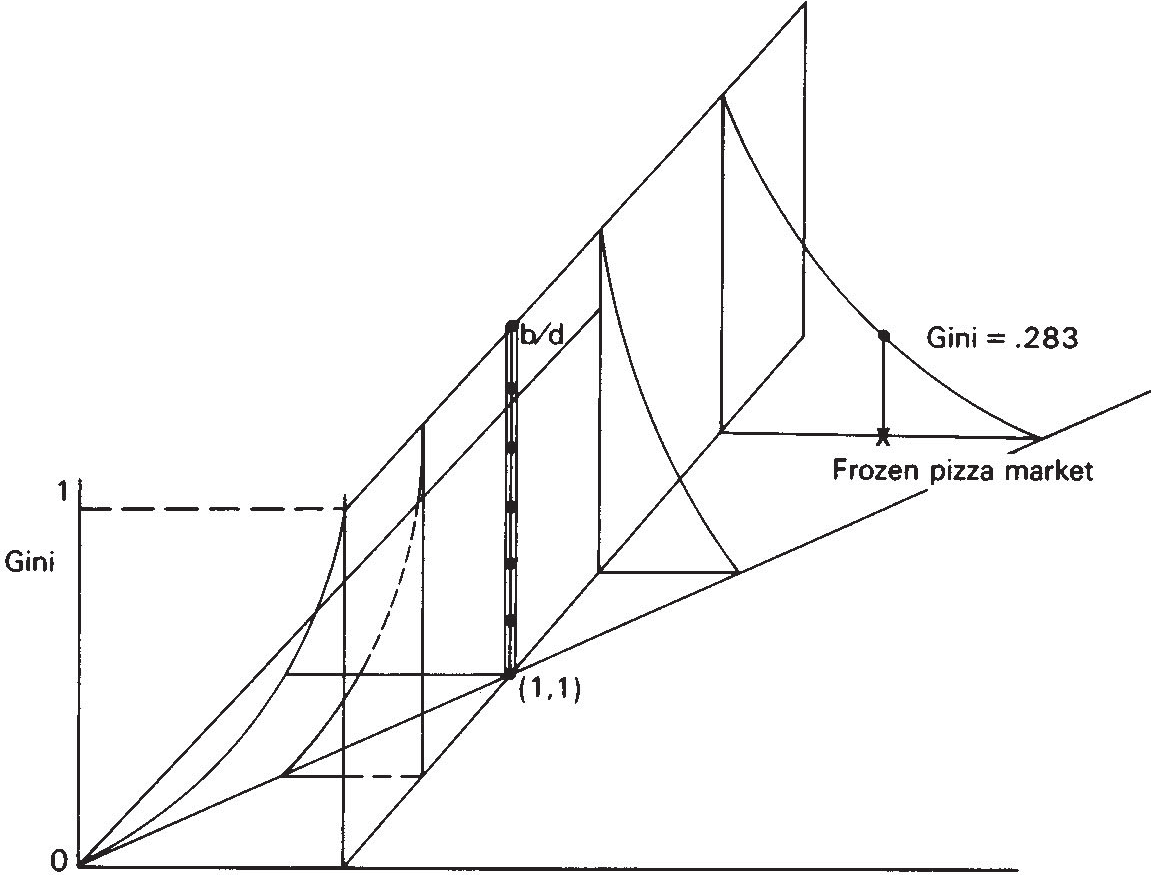 b/d
Gini = .283
Frozen pizza market
1
Gini
(1,1)
0